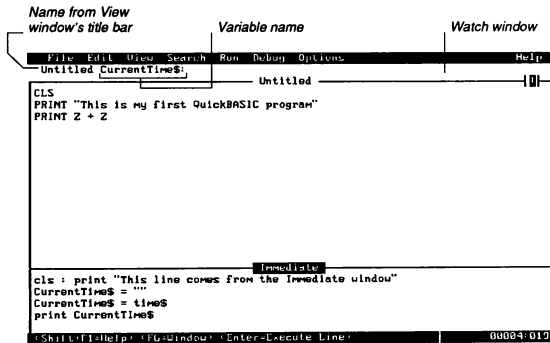 Name from View
window's title bar
Variable name
Watch window
File Edit View Search Run Debug Options Help
Untitled CurrentTime$:
Untitled
CLS
PRINT "This is my first QuickBASIC program"
PRINT Z + Z
Immediate
cls : print "This line comes from the Immediate window"
CurrentTime$ = ""
CurrentTime$ = time$
print CurrentTime$
<Shift+F1=Help> <F6=Window> <Enter=Execute Line> 00004:019